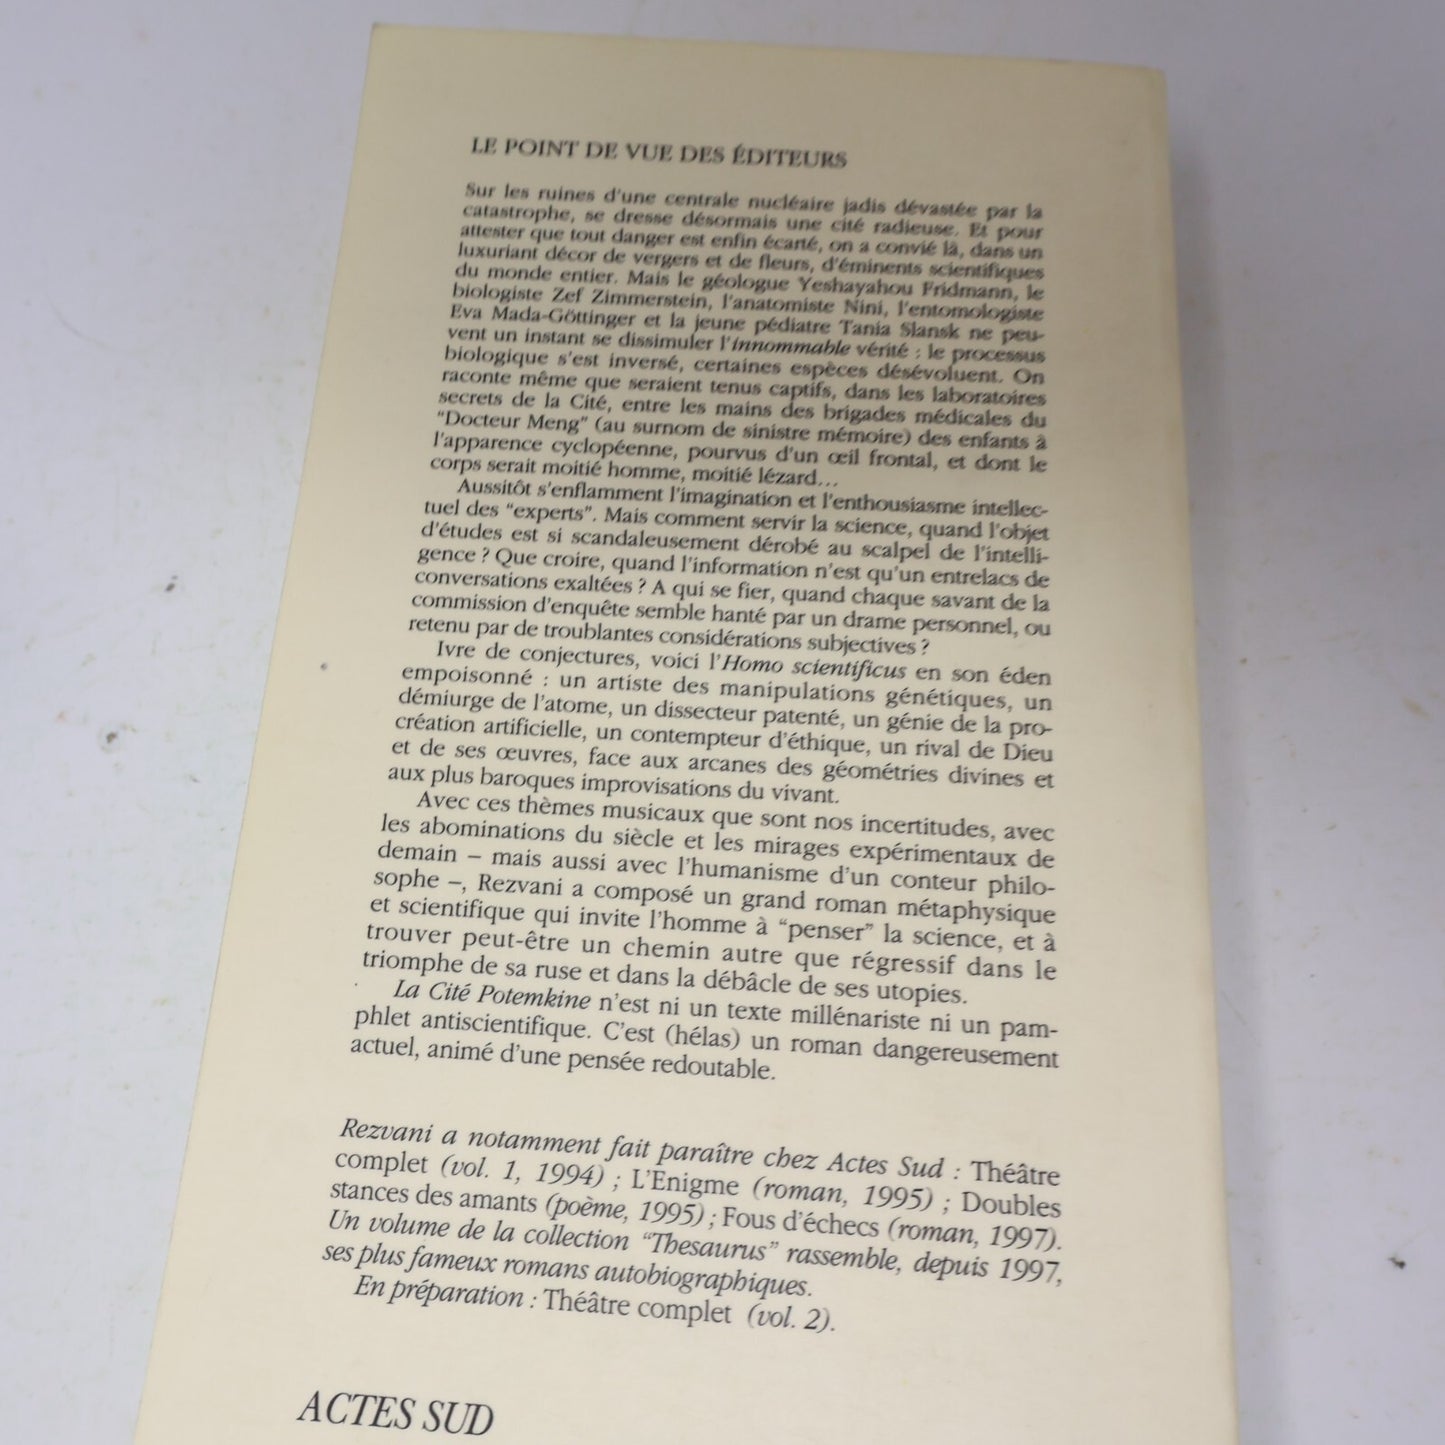 LE POINT DE VUE DES ÉDITEURS
Sur les ruines d'une centrale nucléaire jadis dévastée par la
catastrophe, se dresse désormais une cité radieuse. Et pour
attester que tout danger est enfin écarté, on a convié là, dans un
luxuriant décor de vergers et de fleurs, d'éminents scientifiques
du monde entier. Mais le géologue Yeshayahou Fridmann, le
biologiste Zef Zimmerstein, l'anatomiste Nini, l'entomologiste
Eva Mada-Göttinger et la jeune pédiatre Tania Slansk ne peu-
vent un instant se dissimuler l'innommable vérité : le processus
biologique s'est inversé, certaines espèces désévoluent. On
raconte même que seraient tenus captifs, dans les laboratoires
secrets de la Cité, entre les mains des brigades médicales du
"Docteur Meng" (au surnom de sinistre mémoire) des enfants à
l'apparence cyclopéenne, pourvus d'un œil frontal, et dont le
corps serait moitié homme, moitié lézard…
Aussitôt s'enflamment l'imagination et l'enthousiasme intellec-
tuel des "experts". Mais comment servir la science, quand l'objet
d'études est si scandaleusement dérobé au scalpel de l'intelli-
gence ? Que croire, quand l'information n'est qu'un entrelacs de
conversations exaltées ? A qui se fier, quand chaque savant de la
commission d'enquête semble hanté par un drame personnel, ou
retenu par de troublantes considérations subjectives ?
Ivre de conjectures, voici l'Homo scientificus en son éden
empoisonné : un artiste des manipulations génétiques, un
démiurge de l'atome, un dissecteur patenté, un génie de la pro-
création artificielle, un contempteur d'éthique, un rival de Dieu
et de ses œuvres, face aux arcanes des géométries divines et
aux plus baroques improvisations du vivant.
Avec ces thèmes musicaux que sont nos incertitudes, avec
les abominations du siècle et les mirages expérimentaux de
demain – mais aussi avec l'humanisme d'un conteur philo-
sophe –, Rezvani a composé un grand roman métaphysique
et scientifique qui invite l'homme à "penser" la science, et à
trouver peut-être un chemin autre que régressif dans le
triomphe de sa ruse et dans la débâcle de ses utopies.
La Cité Potemkine n'est ni un texte millénariste ni un pam-
phlet antiscientifique. C'est (hélas) un roman dangereusement
actuel, animé d'une pensée redoutable.
Rezvani a notamment fait paraître chez Actes Sud : Théâtre
complet (vol. 1, 1994) ; L'Enigme (roman, 1995) ; Doubles
stances des amants (poème, 1995) ; Fous d'échecs (roman, 1997).
Un volume de la collection "Thesaurus" rassemble, depuis 1997,
ses plus fameux romans autobiographiques.
En préparation : Théâtre complet (vol. 2).
ACTES SUD